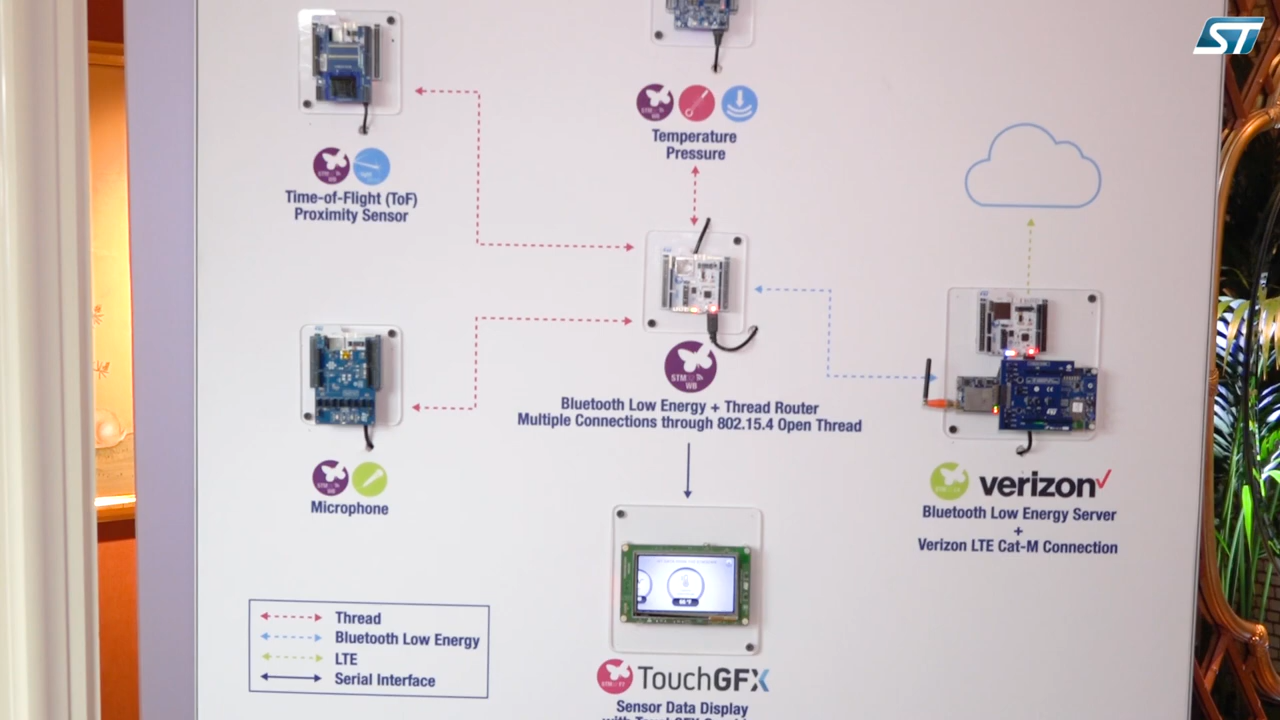 ST
Temperature
Pressure
Time-of-Flight (ToF)
Proximity Sensor
STM
WB
Bluetooth Low Energy + Thread Router
Multiple Connections through 802.15.4 Open Thread
Microphone
verizon
Bluetooth Low Energy Server
+
Verizon LTE Cat-M Connection
Thread
Bluetooth Low Energy
LTE
Serial Interface
TouchGFX
Sensor Data Display